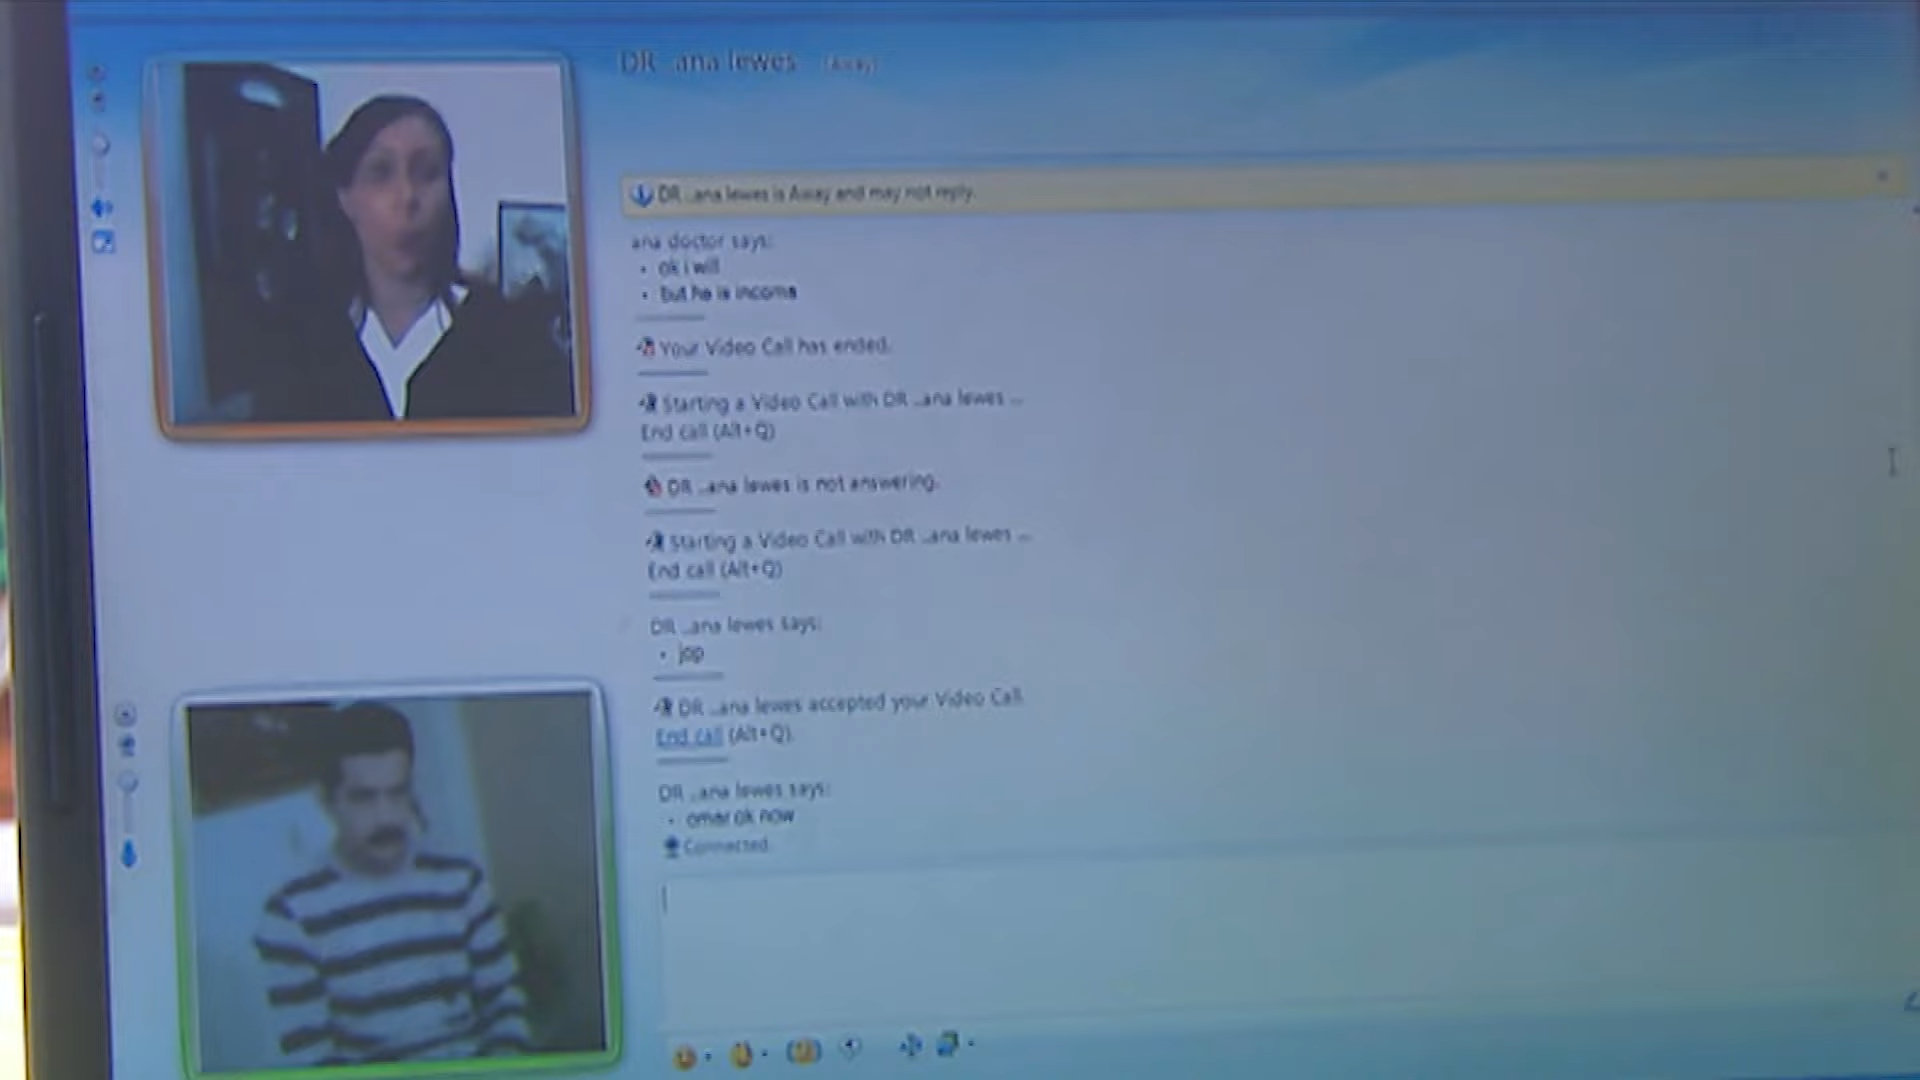 DR ..ana lewes (Away)
DR ..ana lewes is Away and may not reply.
ana doctor says:
• ok i will
• but he is incoma
Your Video Call has ended.
Starting a Video Call with DR ..ana lewes ...
End call (Alt+Q)
DR ..ana lewes is not answering.
Starting a Video Call with DR ..ana lewes ...
End call (Alt+Q)
DR ..ana lewes says:
• jop
DR ..ana lewes accepted your Video Call.
End call (Alt+Q).
DR ..ana lewes says:
• omar ok now
Connected.